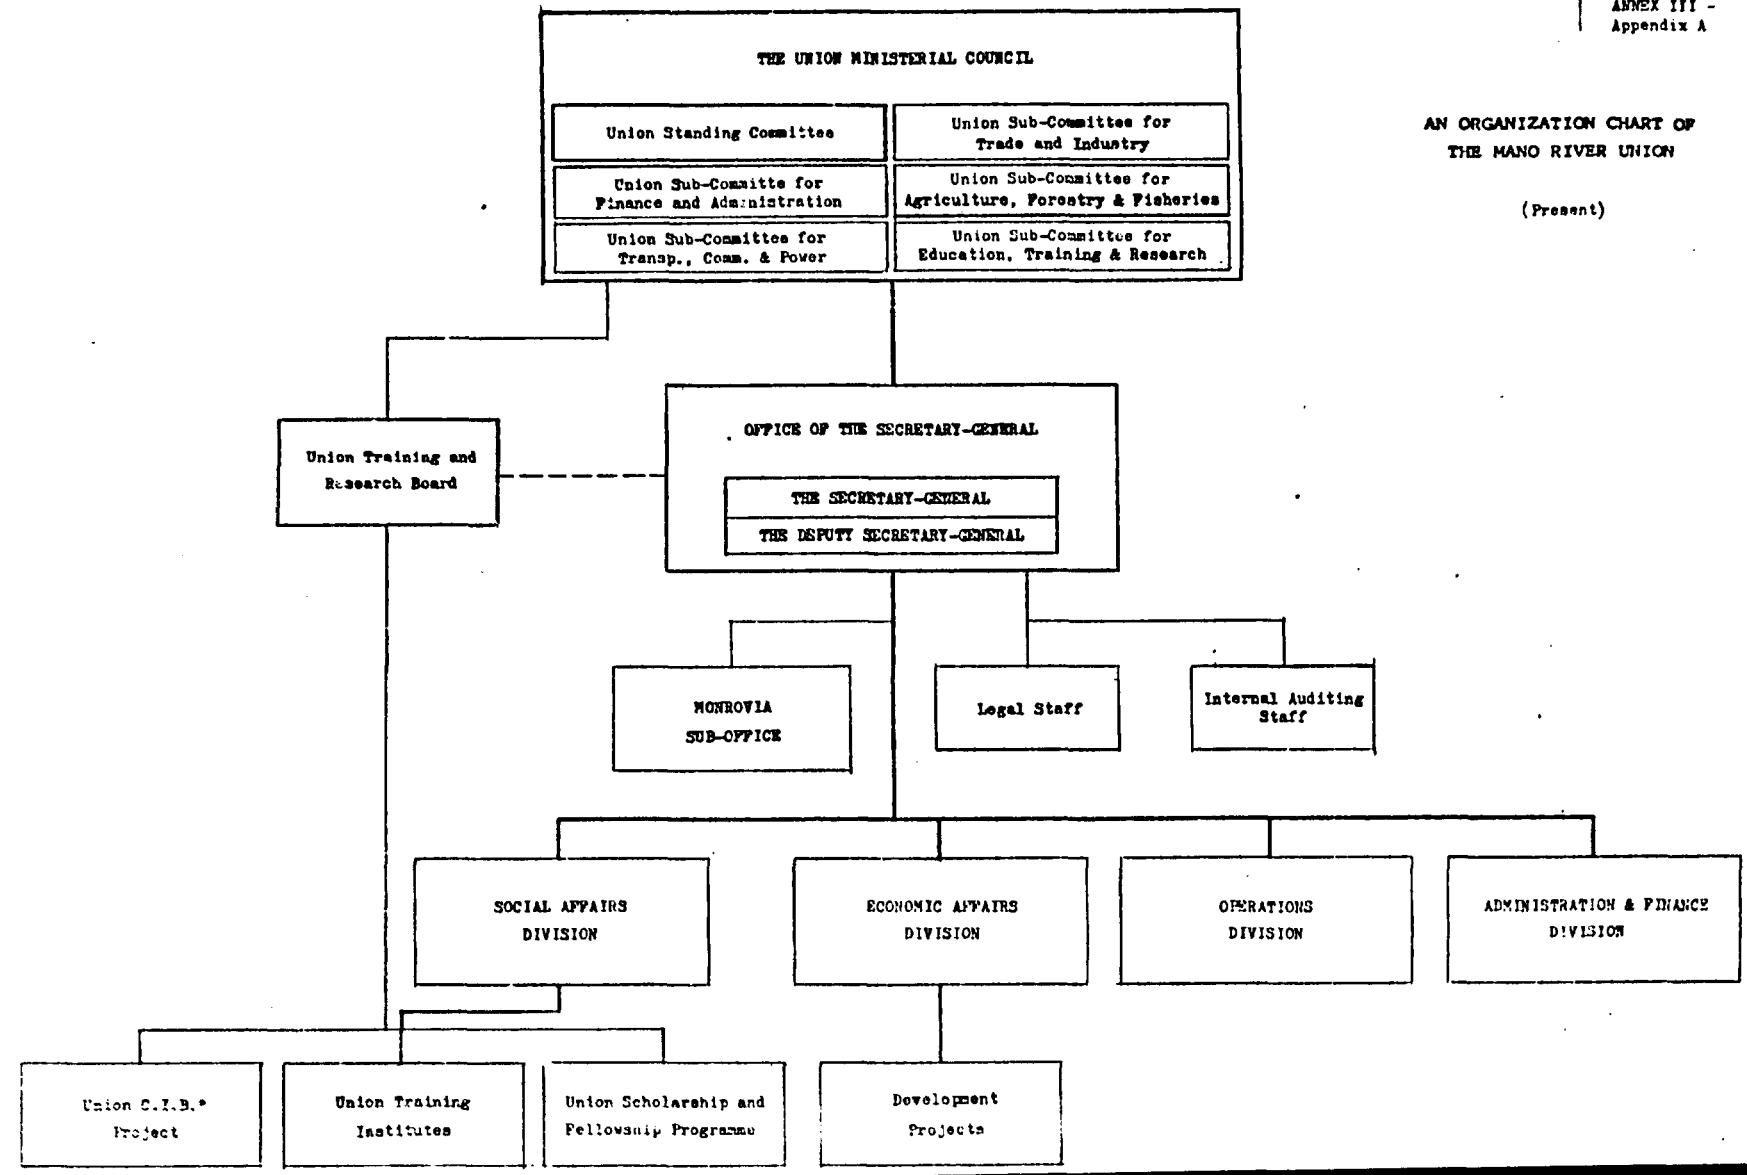 ANNEX III -
Appendix A
AN ORGANIZATION CHART OF
THE MANO RIVER UNION
(Present)
THE UNION MINISTERIAL COUNCIL
Union Standing Committee
Union Sub-Committee for
Trade and Industry
Union Sub-Committe for
Finance and Administration
Union Sub-Committee for
Agriculture, Forestry & Fisheries
Union Sub-Committee for
Transp., Comm. & Power
Union Sub-Committee for
Education, Training & Research
Union Training and
Research Board
OFFICE OF THE SECRETARY-GENERAL
THE SECRETARY-GENERAL
THE DEPUTY SECRETARY-GENERAL
MONROVIA
SUB-OFFICE
Legal Staff
Internal Auditing
Staff
SOCIAL AFFAIRS
DIVISION
ECONOMIC AFFAIRS
DIVISION
OPERATIONS
DIVISION
ADMINISTRATION & FINANCE
DIVISION
Union C.I.B.*
Project
Union Training
Institutes
Union Scholarship and
Fellowship Programme
Development
Projects